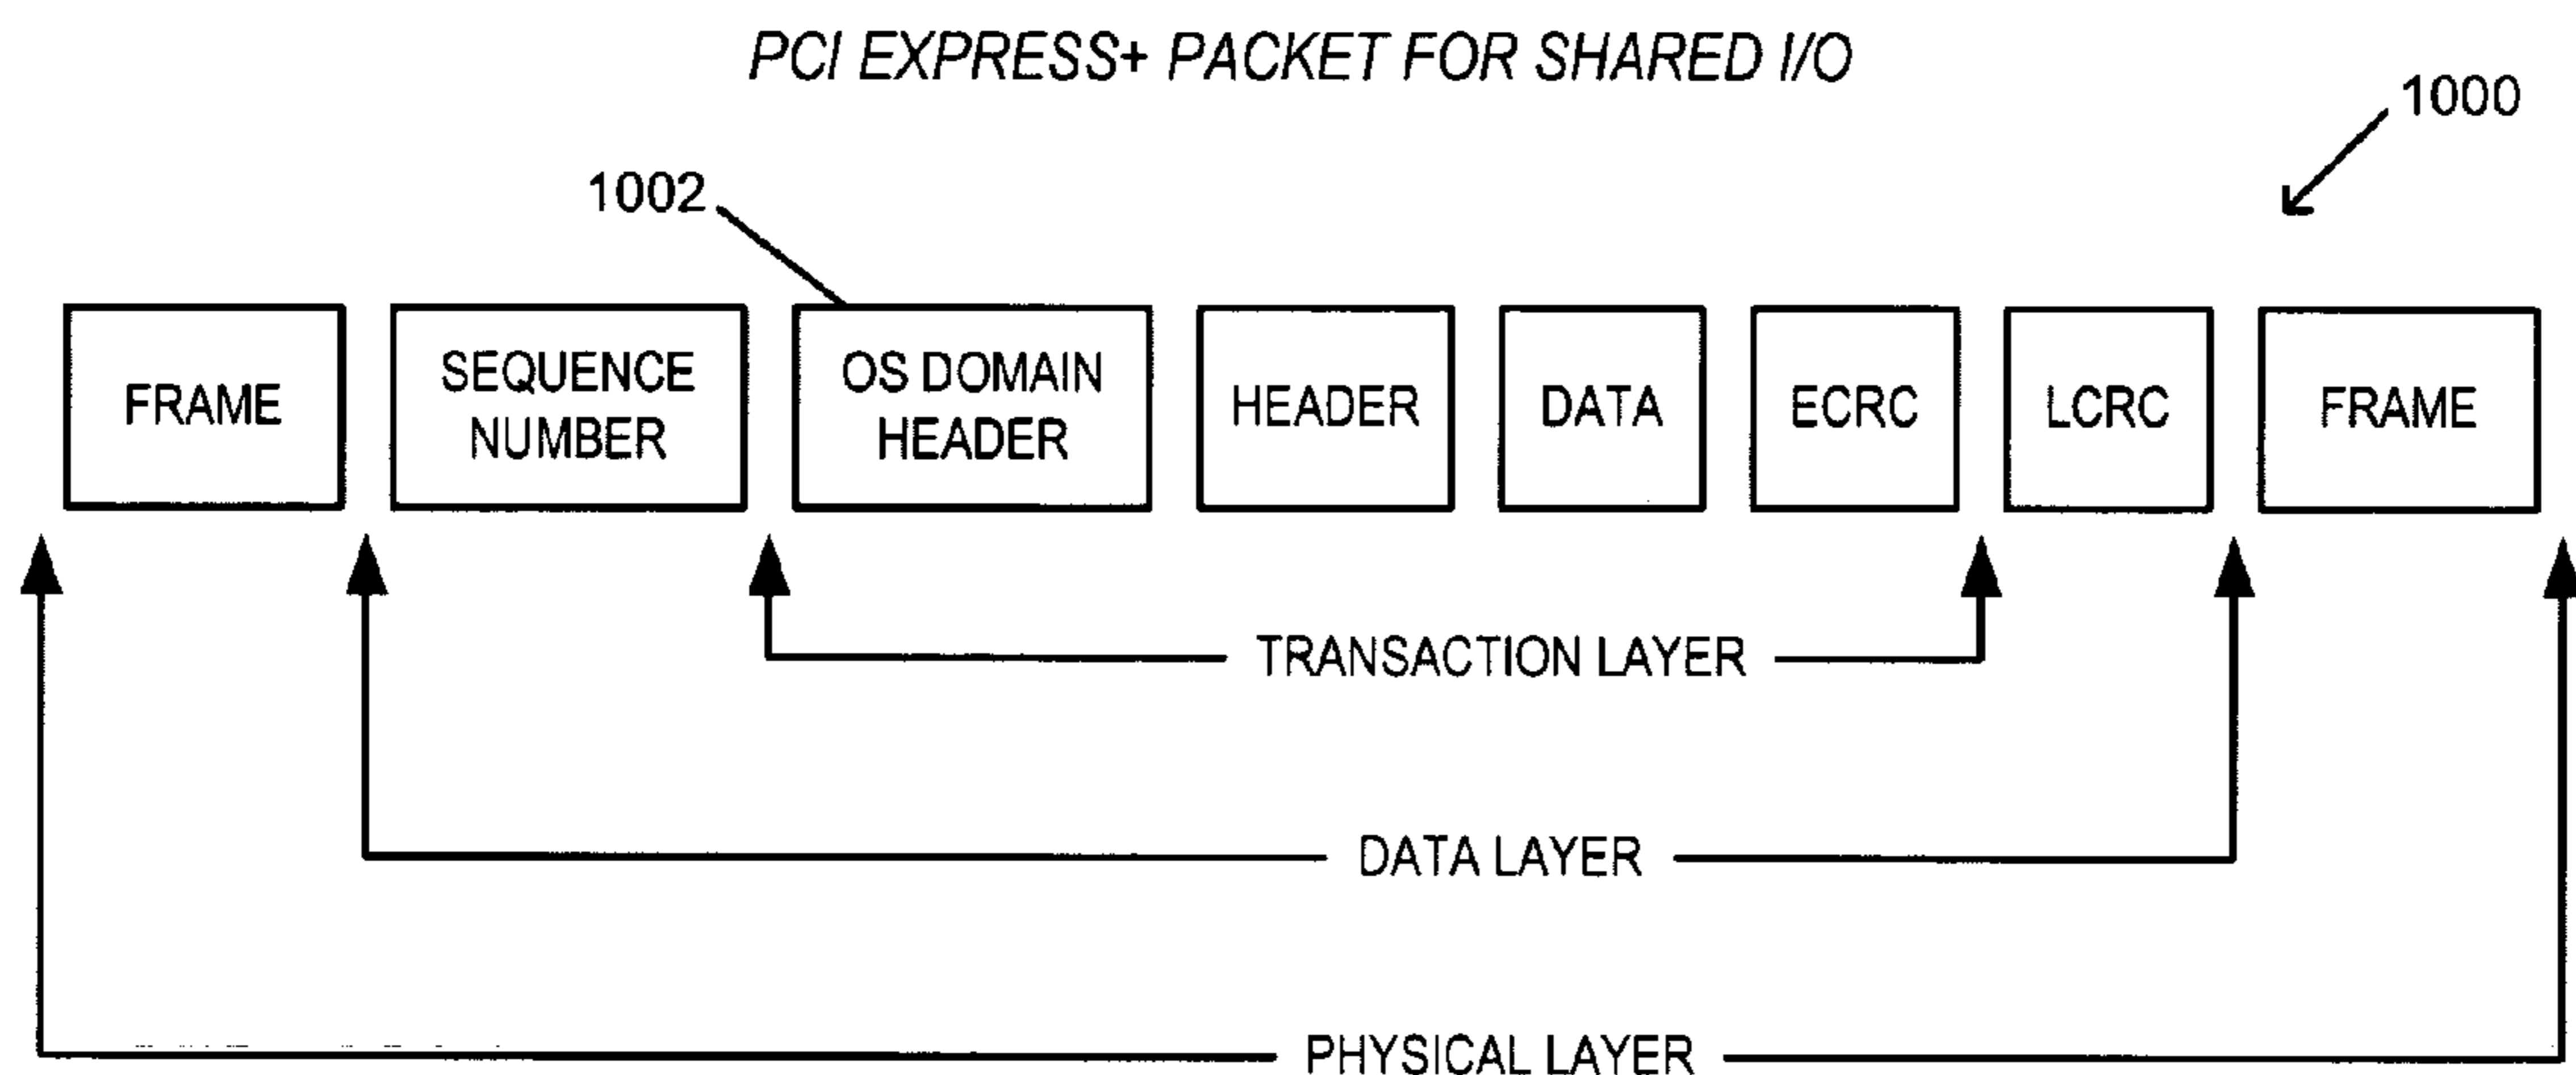 PCI EXPRESS+ PACKET FOR SHARED I/O
1000
1002
FRAME
SEQUENCE
NUMBER
OS DOMAIN
HEADER
HEADER
DATA
ECRC
LCRC
FRAME
TRANSACTION LAYER
DATA LAYER
PHYSICAL LAYER